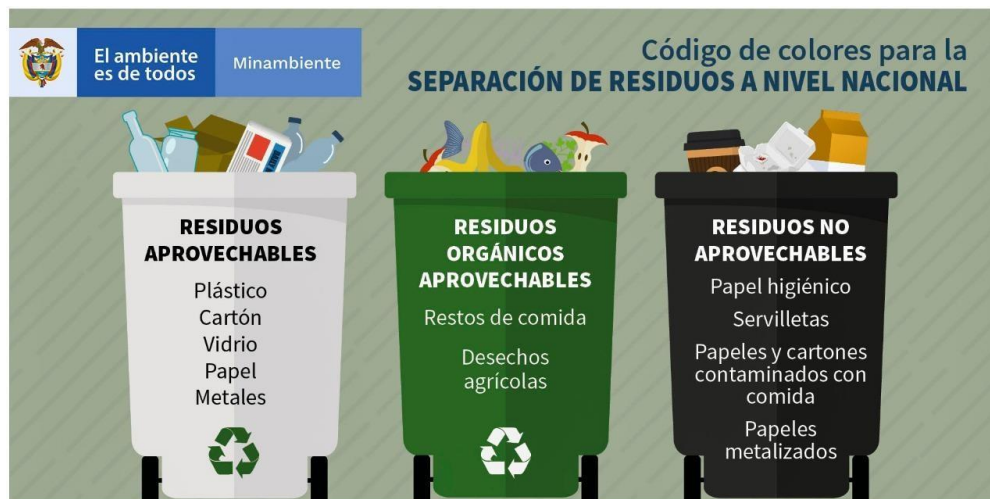 El ambiente
es de todos
Minambiente
Código de colores para la
SEPARACIÓN DE RESIDUOS A NIVEL NACIONAL
RESIDUOS
APROVECHABLES
Plástico
Cartón
Vidrio
Papel
Metales
RESIDUOS
ORGÁNICOS
APROVECHABLES
Restos de comida
Desechos
agrícolas
RESIDUOS NO
APROVECHABLES
Papel higiénico
Servilletas
Papeles y cartones
contaminados con
comida
Papeles
metalizados